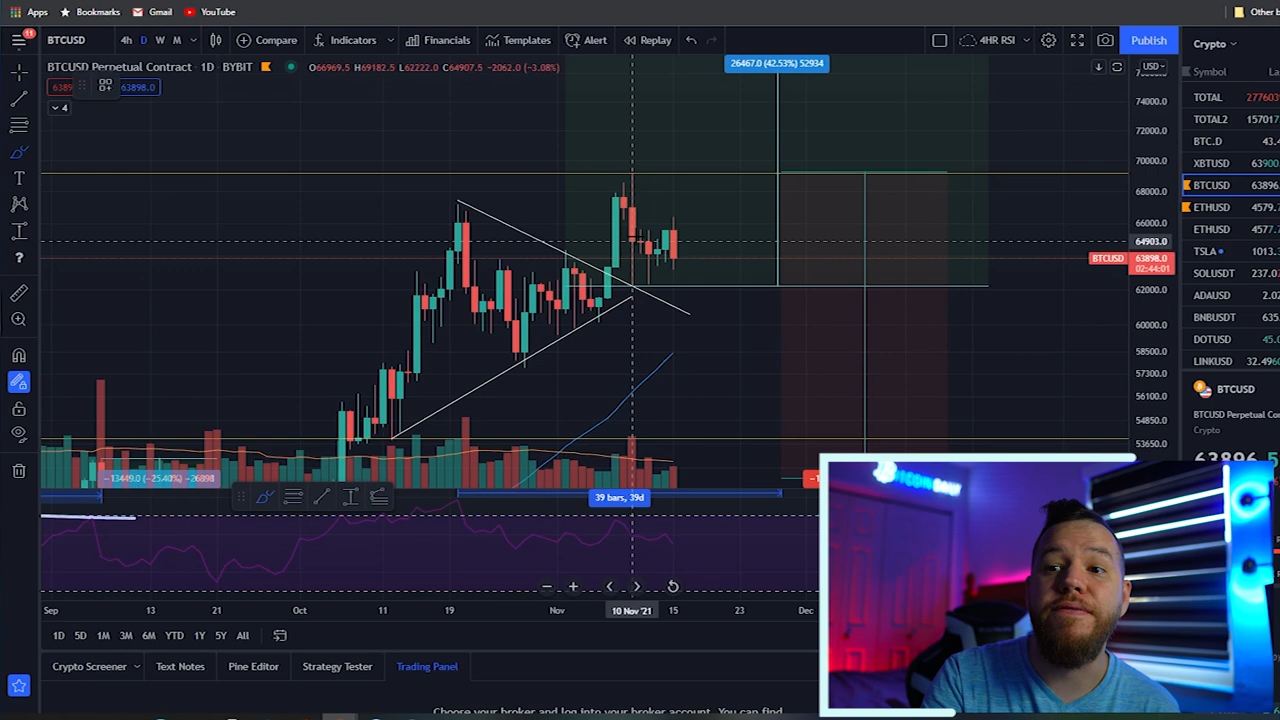 Apps Bookmarks Gmail YouTube Other b
11 BTCUSD 4h D W M Compare Indicators Financials Templates Alert Replay 4HR RSI Publish Crypto
BTCUSD Perpetual Contract · 1D · BYBIT O66969.5 H69182.5 L62222.0 C64907.5 −2062.0 (−3.08%) 26467.0 (42.53%) 52934 USD
Symbol La
6389 63898.0
4
74000.0
72000.0
70000.0
68000.0
66000.0
64903.0
BTCUSD 63898.0
02:44:01
62000.0
60000.0
58500.0
57300.0
56100.0
54850.0
53650.0
TOTAL 277603
TOTAL2 157017
BTC.D 43.4
XBTUSD 63900
BTCUSD 63896.
ETHUSD 4579.
ETHUSD 4577.
TSLA 1013.
SOLUSDT 237.0
ADAUSD 2.02
BNBUSDT 635.
DOTUSD 45.0
LINKUSD 32.496
BTCUSD
BTCUSD Perpetual Con
Crypto
63896.5
−13449.0 (−25.40%) −26898
39 bars, 39d
Sep 13 21 Oct 11 19 Nov 10 Nov '21 15 23 Dec
1D 5D 1M 3M 6M YTD 1Y 5Y All
Crypto Screener Text Notes Pine Editor Strategy Tester Trading Panel
Choose your broker and log into your broker account. You can find